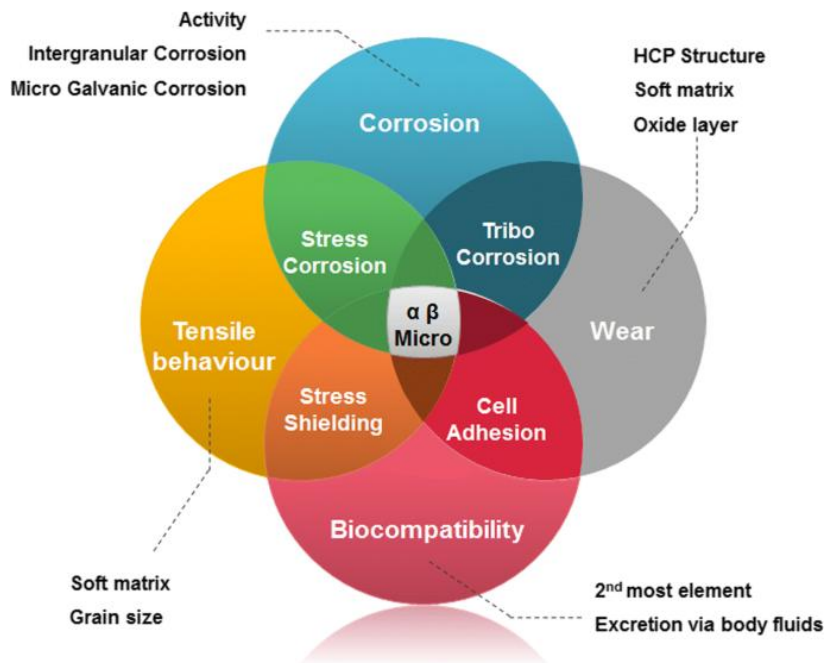 Activity
Intergranular Corrosion
Micro Galvanic Corrosion
HCP Structure
Soft matrix
Oxide layer
Corrosion
Stress
Corrosion
Tribo
Corrosion
α β
Micro
Tensile
behaviour
Wear
Stress
Shielding
Cell
Adhesion
Biocompatibility
Soft matrix
Grain size
2nd most element
Excretion via body fluids